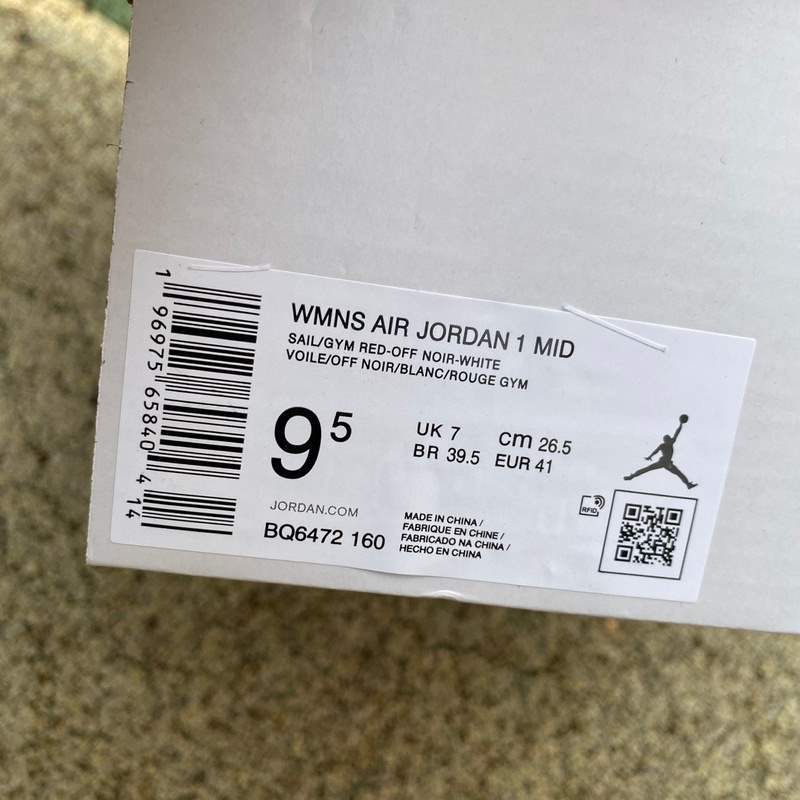 WMNS AIR JORDAN 1 MID
SAIL/GYM RED-OFF NOIR-WHITE
VOILE/OFF NOIR/BLANC/ROUGE GYM
9 5
UK 7 cm 26.5
BR 39.5 EUR 41
JORDAN.COM
BQ6472 160
MADE IN CHINA /
FABRIQUE EN CHINE /
FABRICADO NA CHINA /
HECHO EN CHINA
RFID
1 96975 65840 4 14